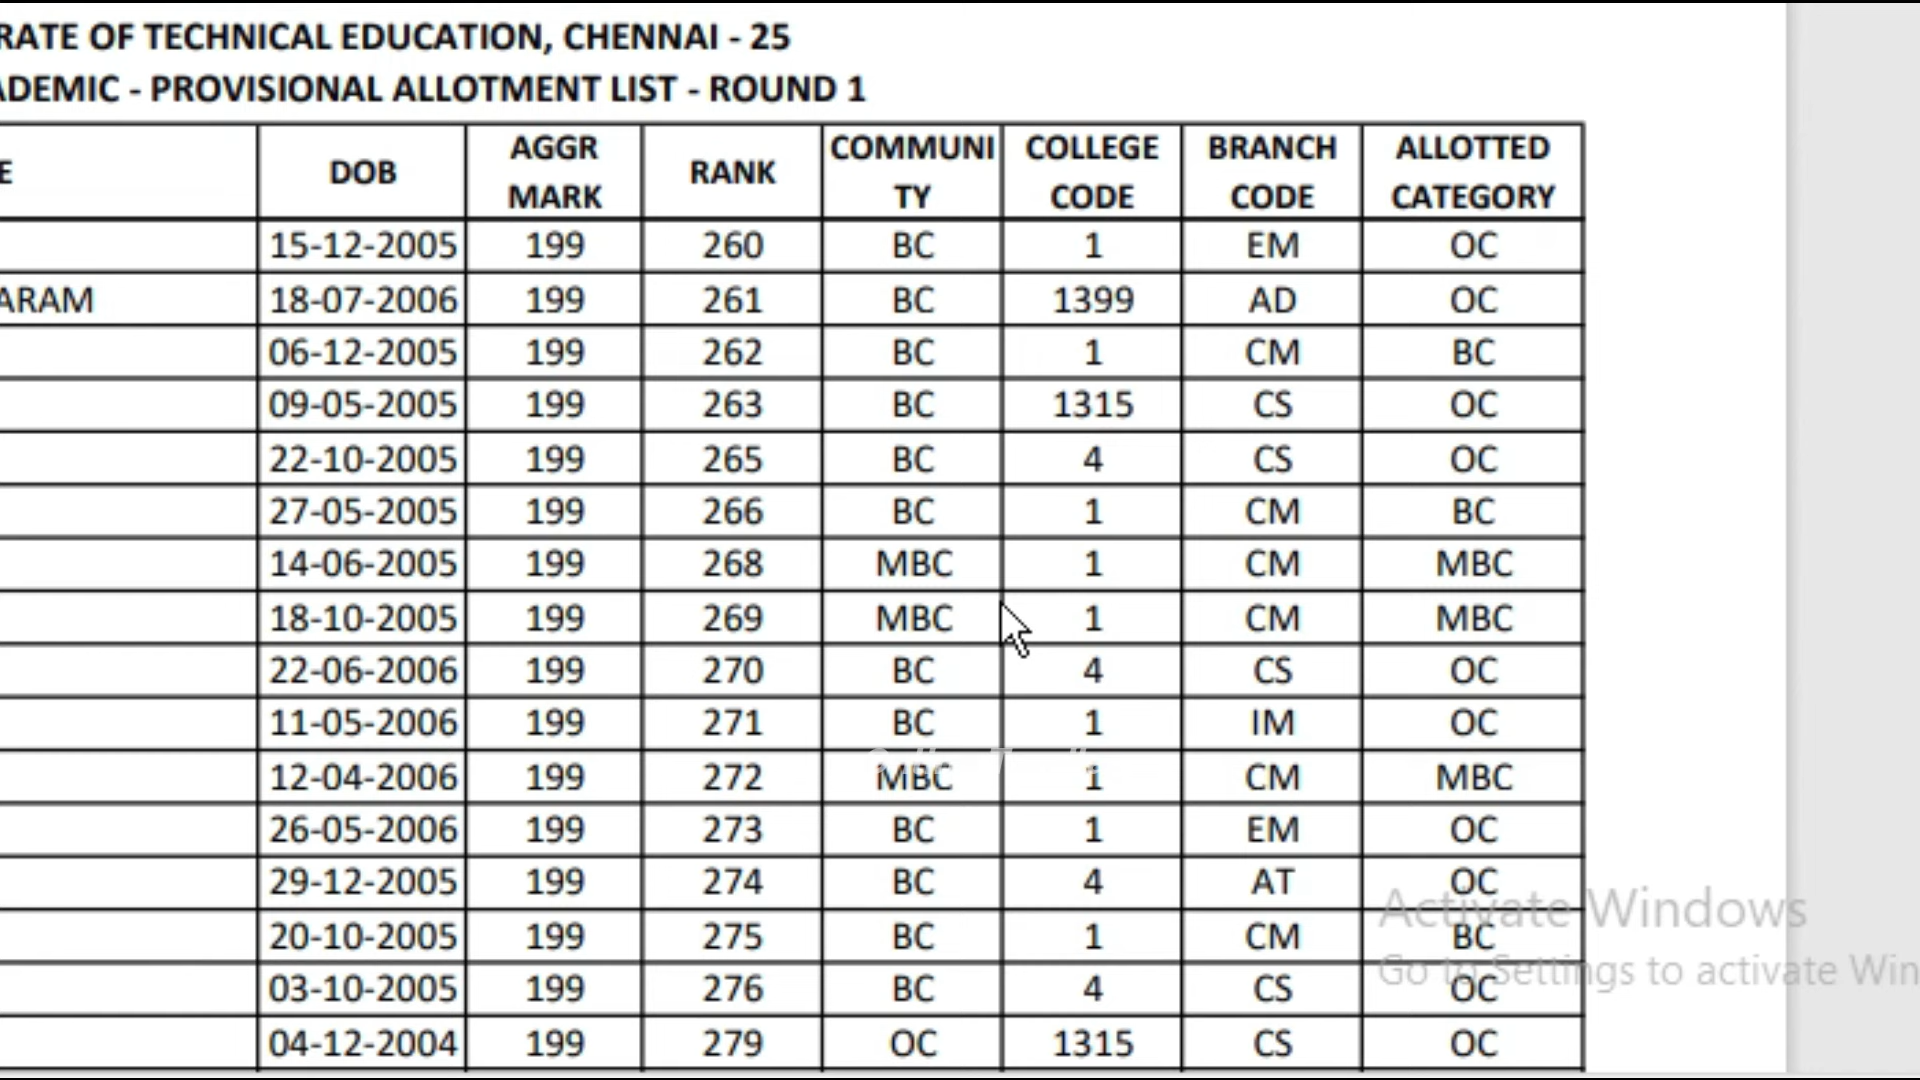 RATE OF TECHNICAL EDUCATION, CHENNAI - 25
ADEMIC - PROVISIONAL ALLOTMENT LIST - ROUND 1
E DOB AGGR MARK RANK COMMUNI TY COLLEGE CODE BRANCH CODE ALLOTTED CATEGORY
15-12-2005 199 260 BC 1 EM OC
ARAM 18-07-2006 199 261 BC 1399 AD OC
06-12-2005 199 262 BC 1 CM BC
09-05-2005 199 263 BC 1315 CS OC
22-10-2005 199 265 BC 4 CS OC
27-05-2005 199 266 BC 1 CM BC
14-06-2005 199 268 MBC 1 CM MBC
18-10-2005 199 269 MBC 1 CM MBC
22-06-2006 199 270 BC 4 CS OC
11-05-2006 199 271 BC 1 IM OC
12-04-2006 199 272 MBC 1 CM MBC
26-05-2006 199 273 BC 1 EM OC
29-12-2005 199 274 BC 4 AT OC
20-10-2005 199 275 BC 1 CM BC
03-10-2005 199 276 BC 4 CS OC
04-12-2004 199 279 OC 1315 CS OC
Activate Windows
Go to Settings to activate Win